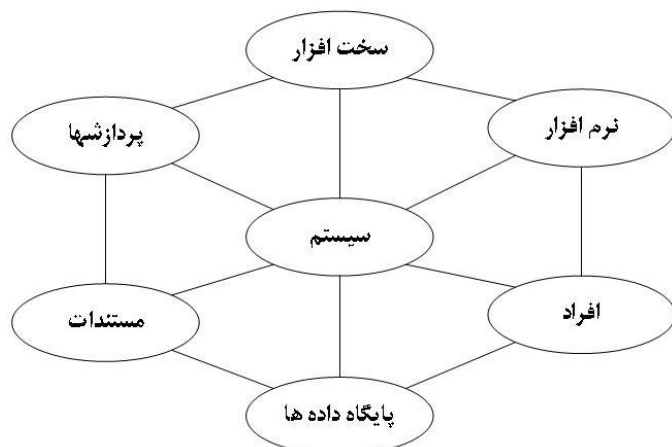 سخت افزار
نرم افزار
پردازشها
سیستم
افراد
مستندات
پایگاه داده ها